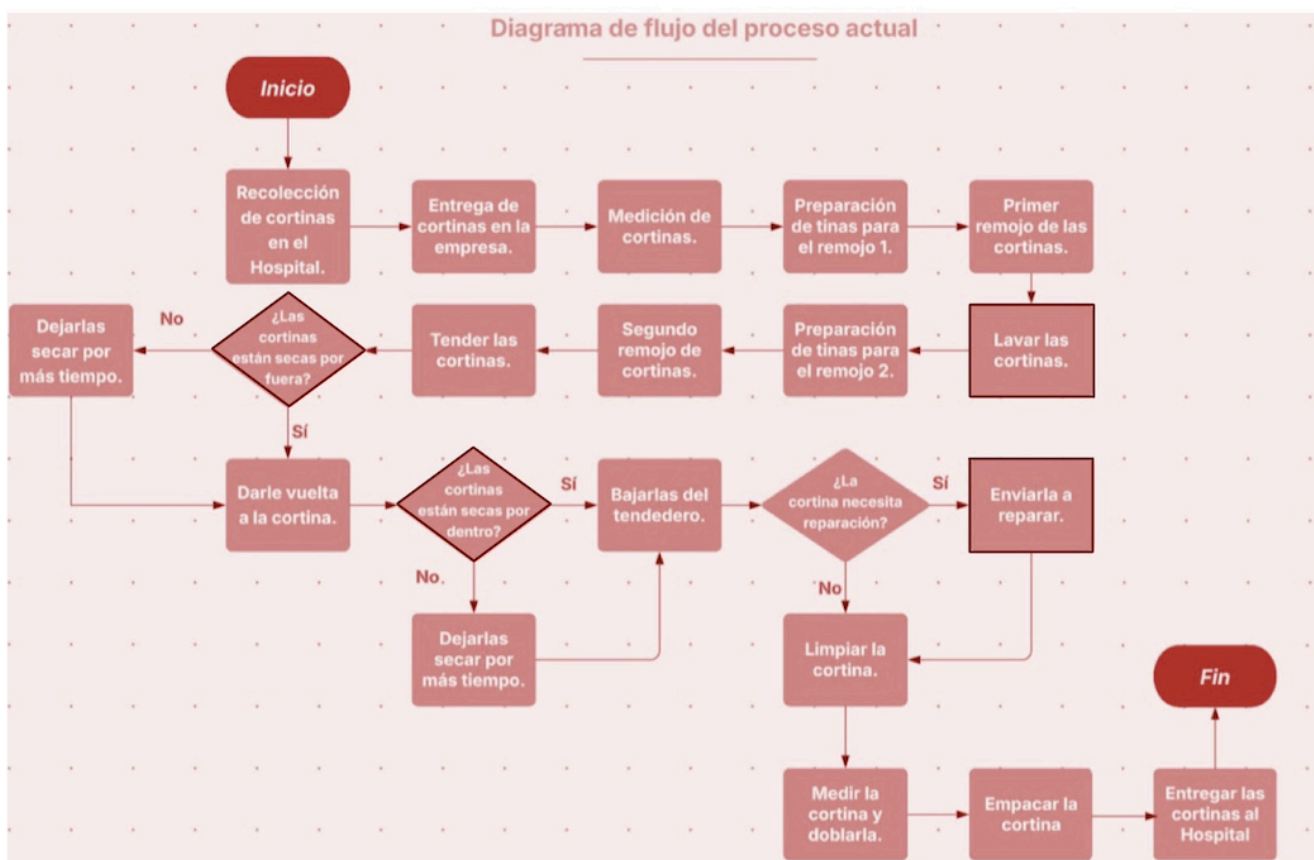 Diagrama de flujo del proceso actual
Inicio
Recolección
de cortinas
en el
Hospital.
Entrega de
cortinas en la
empresa.
Medición de
cortinas.
Preparación
de tinas para
el remojo 1.
Primer
remojo de las
cortinas.
Lavar las
cortinas.
Preparación
de tinas para
el remojo 2.
Segundo
remojo de
cortinas.
Tender las
cortinas.
¿Las
cortinas
están secas por
fuera?
No
Dejarlas
secar por
más tiempo.
Sí
Darle vuelta
a la cortina.
¿Las
cortinas
están secas por
dentro?
Sí
No.
Dejarlas
secar por
más tiempo.
Bajarlas del
tendedero.
¿La
cortina necesita
reparación?
Sí
Enviarla a
reparar.
No
Limpiar la
cortina.
Medir la
cortina y
doblarla.
Empacar la
cortina
Entregar las
cortinas al
Hospital
Fin